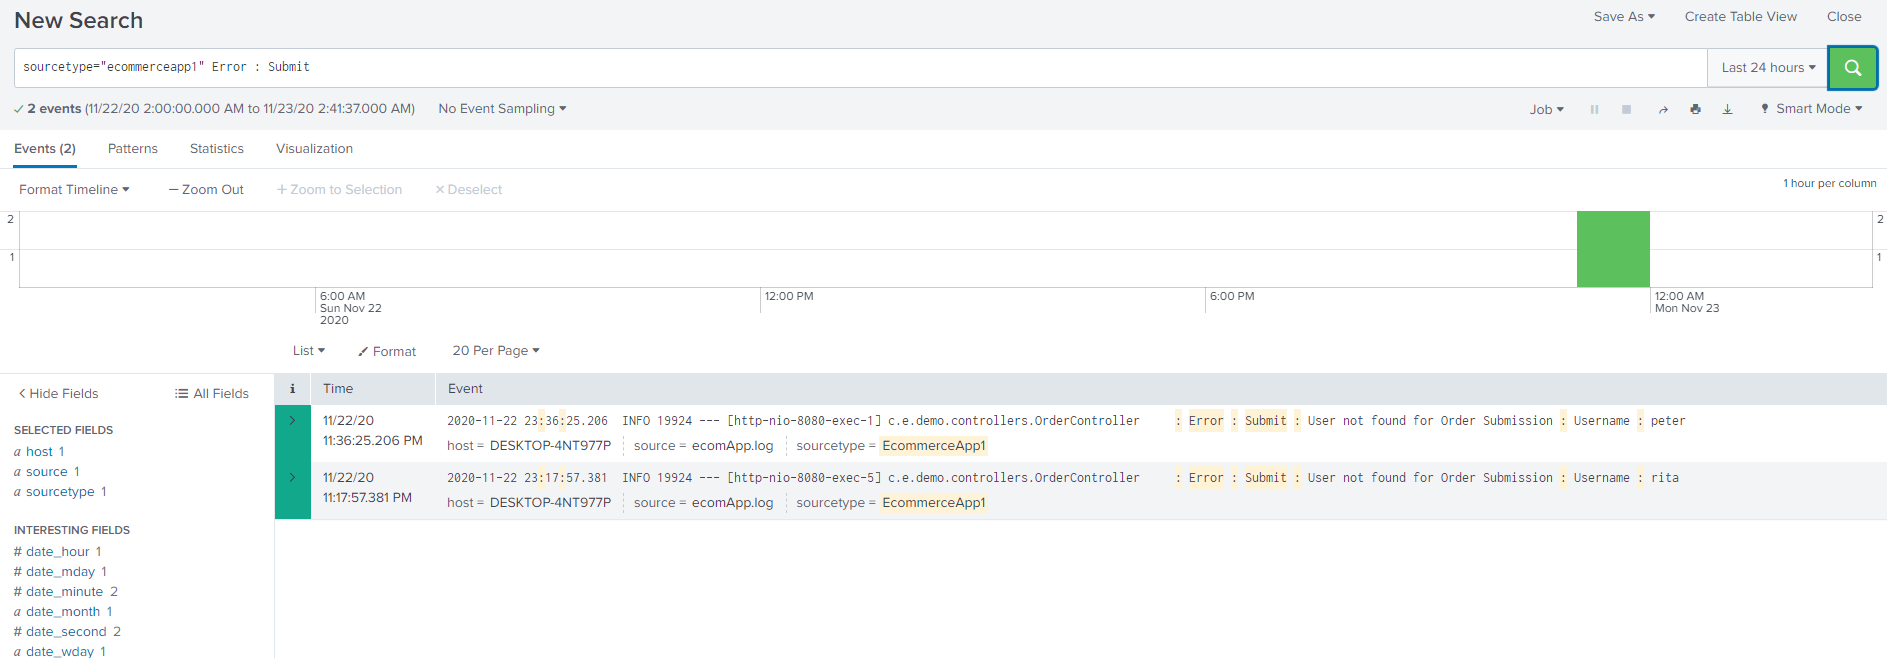 New Search
Save As Create Table View Close
sourcetype="ecommerceapp1" Error : Submit
Last 24 hours
2 events (11/22/20 2:00:00.000 AM to 11/23/20 2:41:37.000 AM) No Event Sampling
Job Smart Mode
Events (2) Patterns Statistics Visualization
Format Timeline — Zoom Out + Zoom to Selection × Deselect
1 hour per column
2 2
1 1
6:00 AM 12:00 PM 6:00 PM 12:00 AM
Sun Nov 22 Mon Nov 23
2020
List Format 20 Per Page
< Hide Fields All Fields
i Time Event
SELECTED FIELDS
a host 1
a source 1
a sourcetype 1
INTERESTING FIELDS
# date_hour 1
# date_mday 1
# date_minute 2
a date_month 1
# date_second 2
a date_wday 1
> 11/22/20 2020-11-22 23:36:25.206 INFO 19924 --- [http-nio-8080-exec-1] c.e.demo.controllers.OrderController : Error : Submit : User not found for Order Submission : Username : peter
11:36:25.206 PM host = DESKTOP-4NT977P source = ecomApp.log sourcetype = EcommerceApp1
> 11/22/20 2020-11-22 23:17:57.381 INFO 19924 --- [http-nio-8080-exec-5] c.e.demo.controllers.OrderController : Error : Submit : User not found for Order Submission : Username : rita
11:17:57.381 PM host = DESKTOP-4NT977P source = ecomApp.log sourcetype = EcommerceApp1